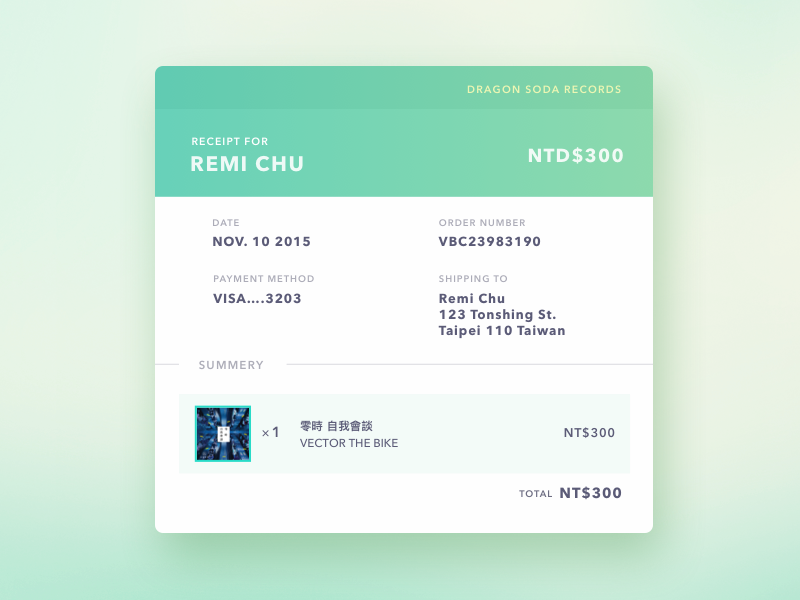 DRAGON SODA RECORDS
RECEIPT FOR
REMI CHU
NTD$300
DATE
NOV. 10 2015
ORDER NUMBER
VBC23983190
PAYMENT METHOD
VISA....3203
SHIPPING TO
Remi Chu
123 Tonshing St.
Taipei 110 Taiwan
SUMMERY
×1
零時 自我會談
VECTOR THE BIKE
NT$300
TOTAL NT$300